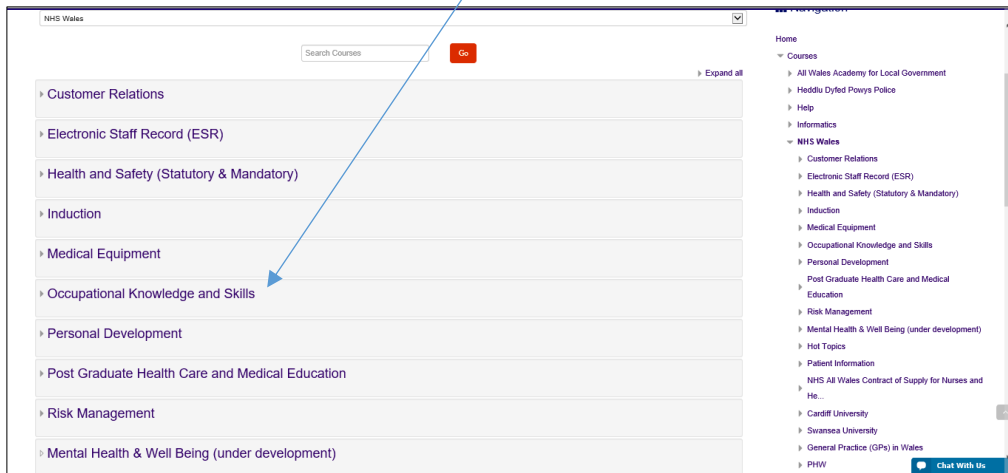 NHS Wales
Search Courses
Go
Expand all
Customer Relations
Electronic Staff Record (ESR)
Health and Safety (Statutory & Mandatory)
Induction
Medical Equipment
Occupational Knowledge and Skills
Personal Development
Post Graduate Health Care and Medical Education
Risk Management
Mental Health & Well Being (under development)
Navigation
Home
Courses
All Wales Academy for Local Government
Heddlu Dyfed Powys Police
Help
Informatics
NHS Wales
Customer Relations
Electronic Staff Record (ESR)
Health and Safety (Statutory & Mandatory)
Induction
Medical Equipment
Occupational Knowledge and Skills
Personal Development
Post Graduate Health Care and Medical
Education
Risk Management
Mental Health & Well Being (under development)
Hot Topics
Patient Information
NHS All Wales Contract of Supply for Nurses and
He...
Cardiff University
Swansea University
General Practice (GPs) in Wales
PHW
Chat With Us